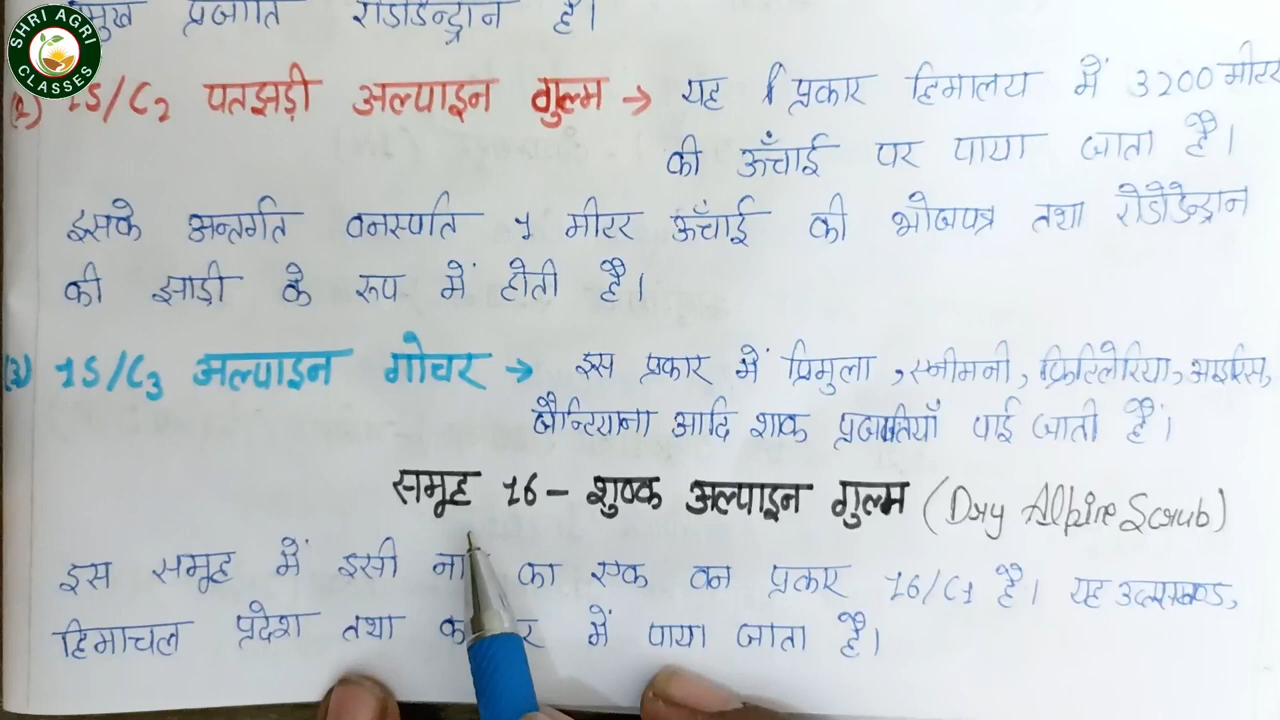 SHRI AGRI CLASSES
प्रमुख प्रजाति रोडोडेन्ड्रान है।
(2) 15/C2 पतझड़ी अल्पाइन गुल्म → यह प्रकार हिमालय में 3200 मीटर
की ऊँचाई पर पाया जाता है।
इसके अन्तर्गत वनस्पति 1 मीटर ऊँचाई की भोजपत्र तथा रोडोडेन्ड्रान
की झाड़ी के रूप में होती है।
(3) 15/C3 अल्पाइन गोचर → इस प्रकार में प्रिमुला, स्नीमनी, फ्रिटिलेरिया, आइरिस,
जैन्टियाना आदि शाक प्रजातियाँ पाई जाती हैं।
समूह 16 - शुष्क अल्पाइन गुल्म (Dry Alpine Scrub)
इस समूह में इसी का एक वन प्रकार 16/C1 है। यह उत्तराखण्ड,
हिमाचल प्रदेश तथा में पाया जाता है।